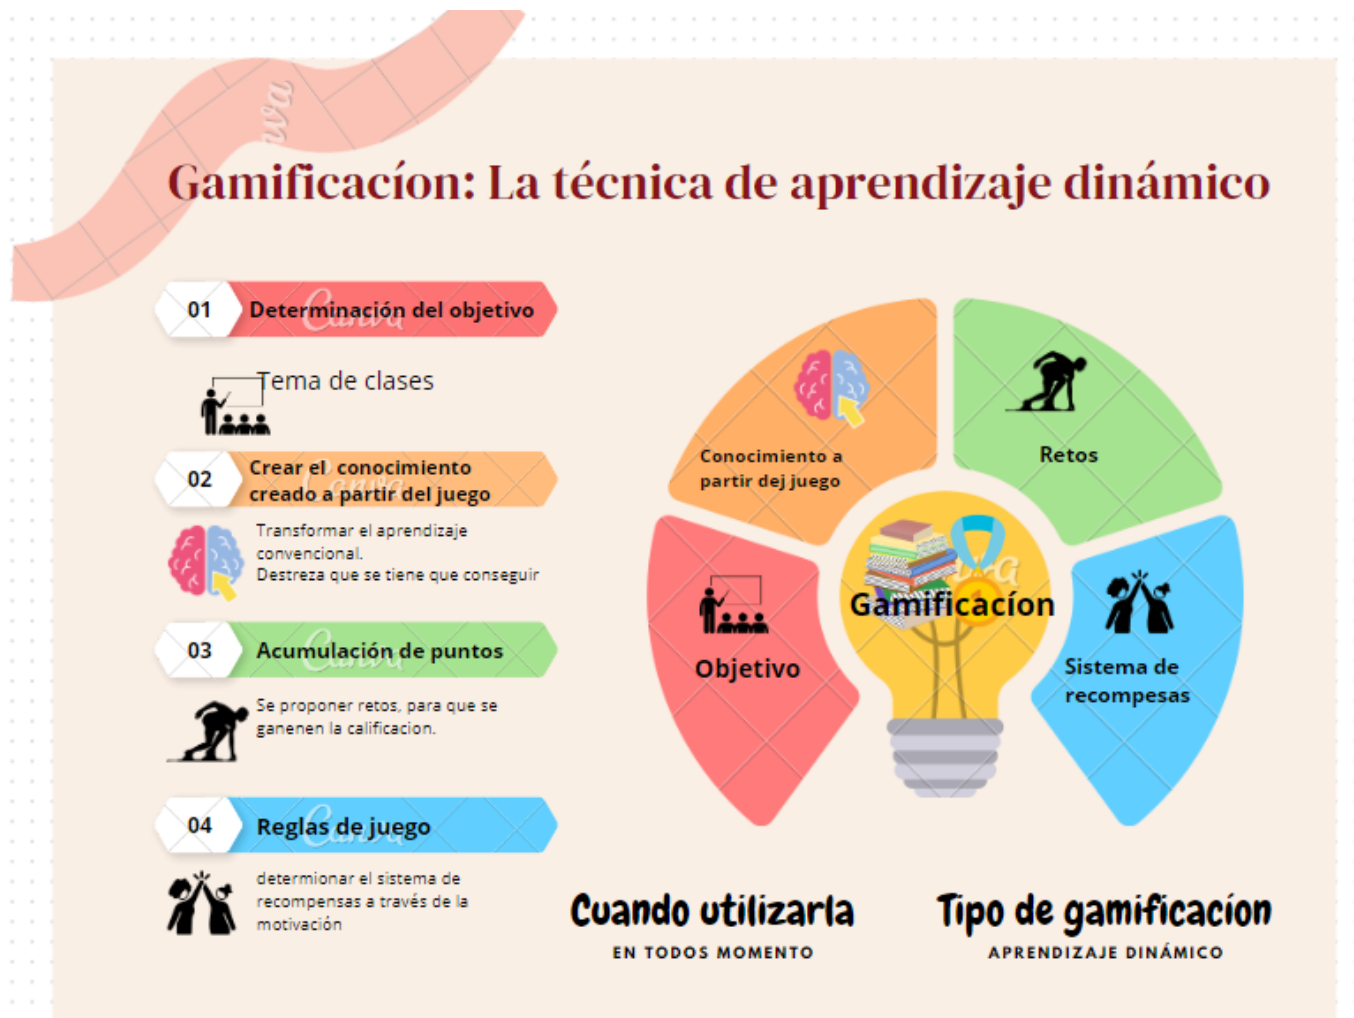 Gamificacíon: La técnica de aprendizaje dinámico
01
Determinación del objetivo
Tema de clases
02
Crear el conocimiento
creado a partir del juego
Transformar el aprendizaje
convencional.
Destreza que se tiene que conseguir
03
Acumulación de puntos
Se proponer retos, para que se
ganenen la calificacion.
04
Reglas de juego
determionar el sistema de
recompensas a través de la
motivación
Conocimiento a
partir dej juego
Retos
Objetivo
Gamificacíon
Sistema de
recompesas
Cuando utilizarla
EN TODOS MOMENTO
Tipo de gamificacíon
APRENDIZAJE DINÁMICO
Canva
Canva
Canva
Canva